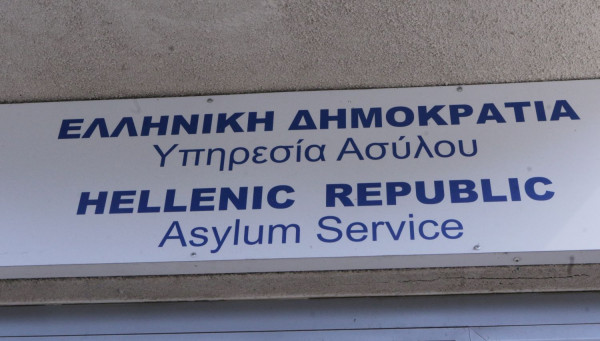 ΕΛΛΗΝΙΚΗ ΔΗΜΟΚΡΑΤΙΑ
Υπηρεσία Ασύλου
HELLENIC REPUBLIC
Asylum Service